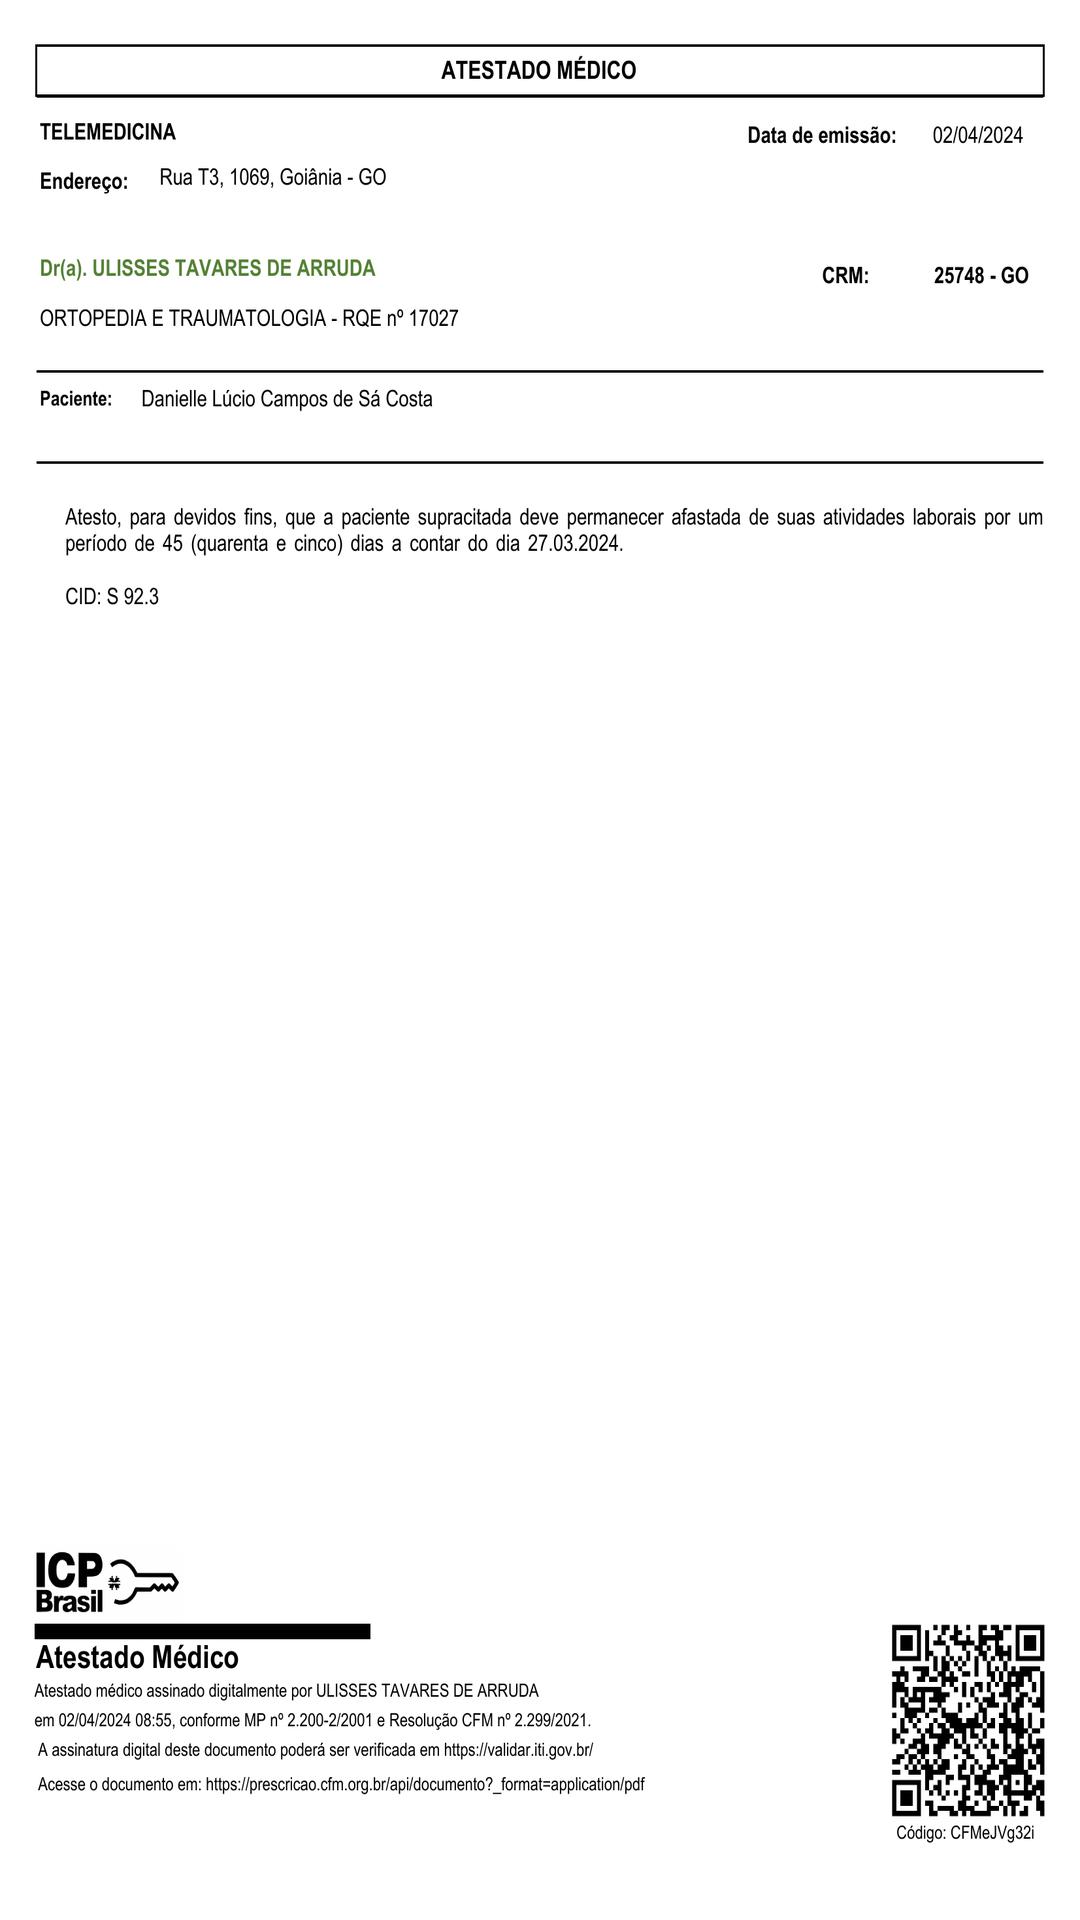 ATESTADO MÉDICO
TELEMEDICINA
Data de emissão: 02/04/2024
Endereço: Rua T3, 1069, Goiânia - GO
Dr(a). ULISSES TAVARES DE ARRUDA
CRM: 25748 - GO
ORTOPEDIA E TRAUMATOLOGIA - RQE nº 17027
Paciente: Danielle Lúcio Campos de Sá Costa
Atesto, para devidos fins, que a paciente supracitada deve permanecer afastada de suas atividades laborais por um
período de 45 (quarenta e cinco) dias a contar do dia 27.03.2024.
CID: S 92.3
ICP
Brasil
Atestado Médico
Atestado médico assinado digitalmente por ULISSES TAVARES DE ARRUDA
em 02/04/2024 08:55, conforme MP nº 2.200-2/2001 e Resolução CFM nº 2.299/2021.
A assinatura digital deste documento poderá ser verificada em https://validar.iti.gov.br/
Acesse o documento em: https://prescricao.cfm.org.br/api/documento?_format=application/pdf
Código: CFMeJVg32i